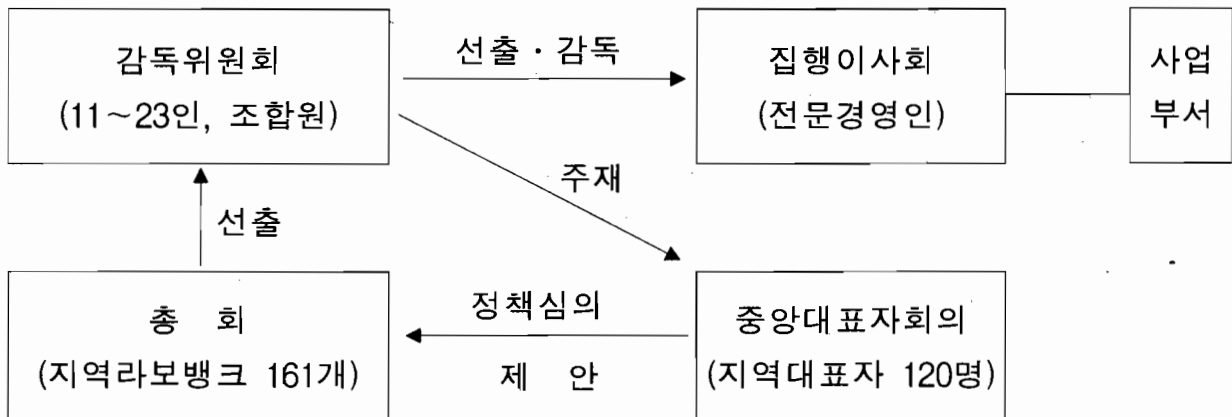 감독위원회
(11～23인, 조합원)
선출 · 감독
집행이사회
(전문경영인)
사업
부서
주재
선출
총 회
(지역라보뱅크 161개)
정책심의
제 안
중앙대표자회의
(지역대표자 120명)